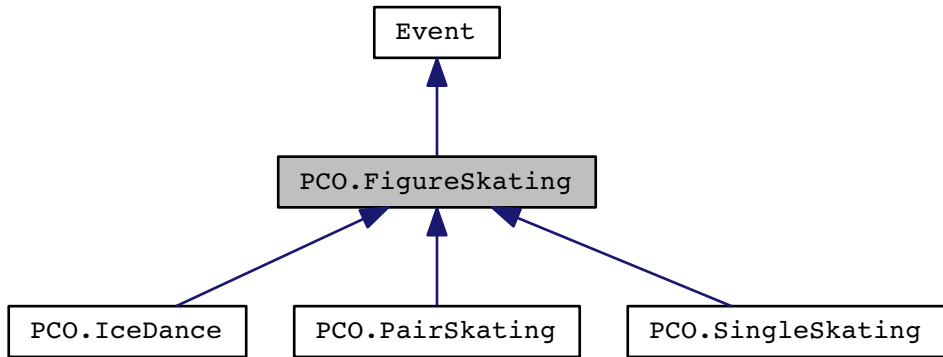 Event
PCO.FigureSkating
PCO.IceDance
PCO.PairSkating
PCO.SingleSkating